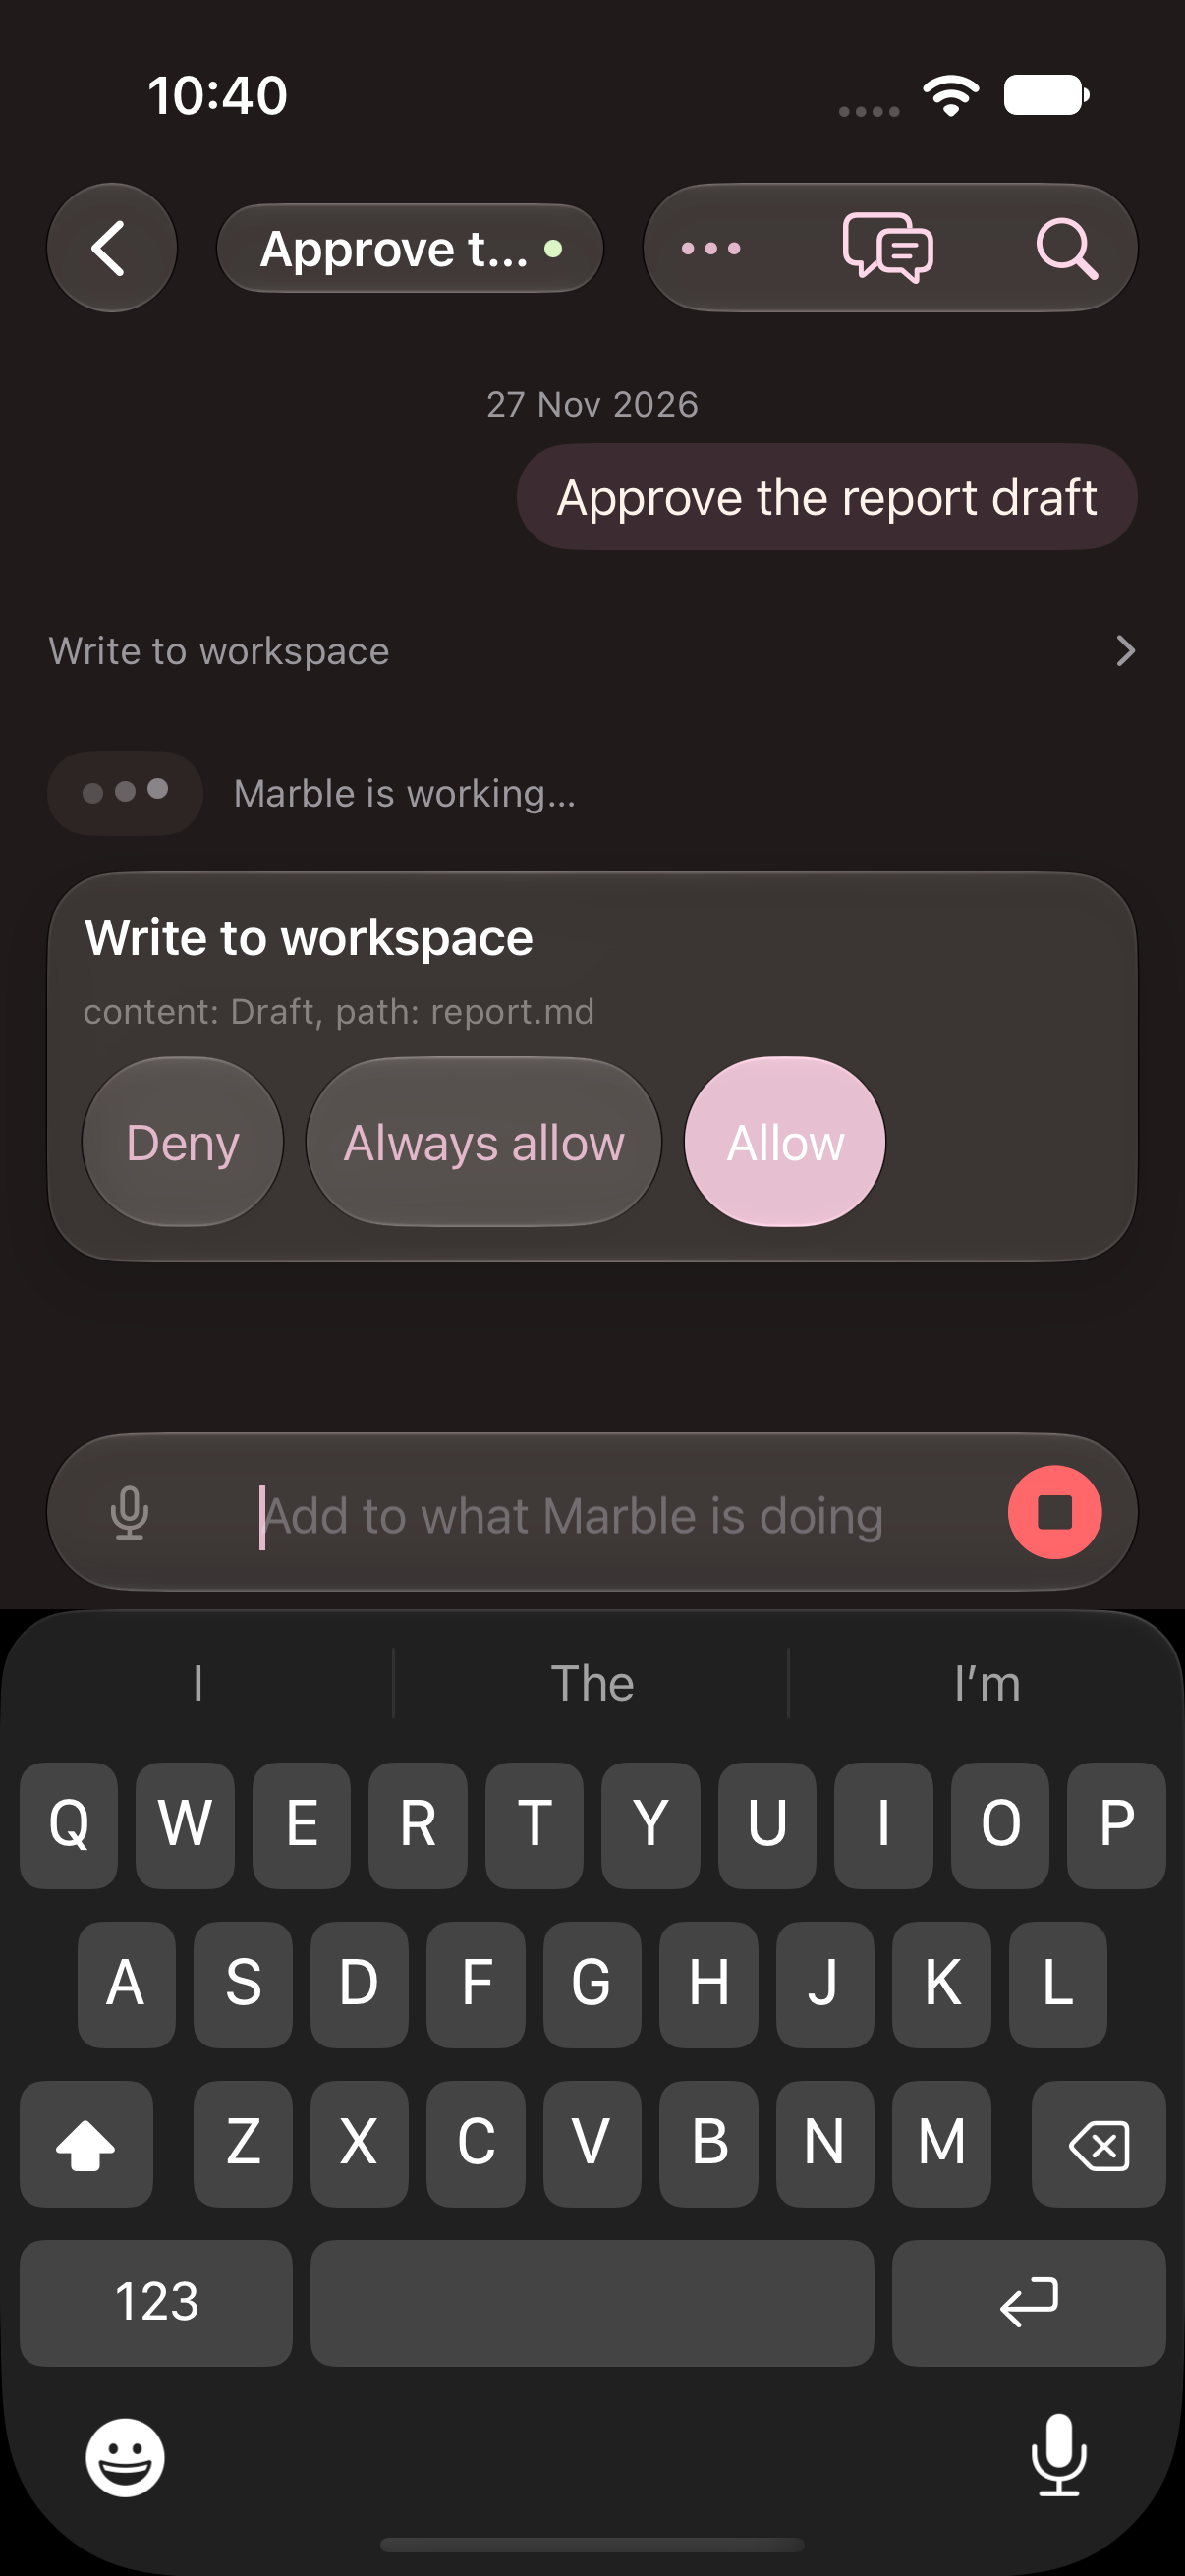 10:40
Approve t...
27 Nov 2026
Approve the report draft
Write to workspace
Marble is working...
Write to workspace
content: Draft, path: report.md
Deny Always allow Allow
Add to what Marble is doing
I The I’m
Q W E R T Y U I O P
A S D F G H J K L
Z X C V B N M
123